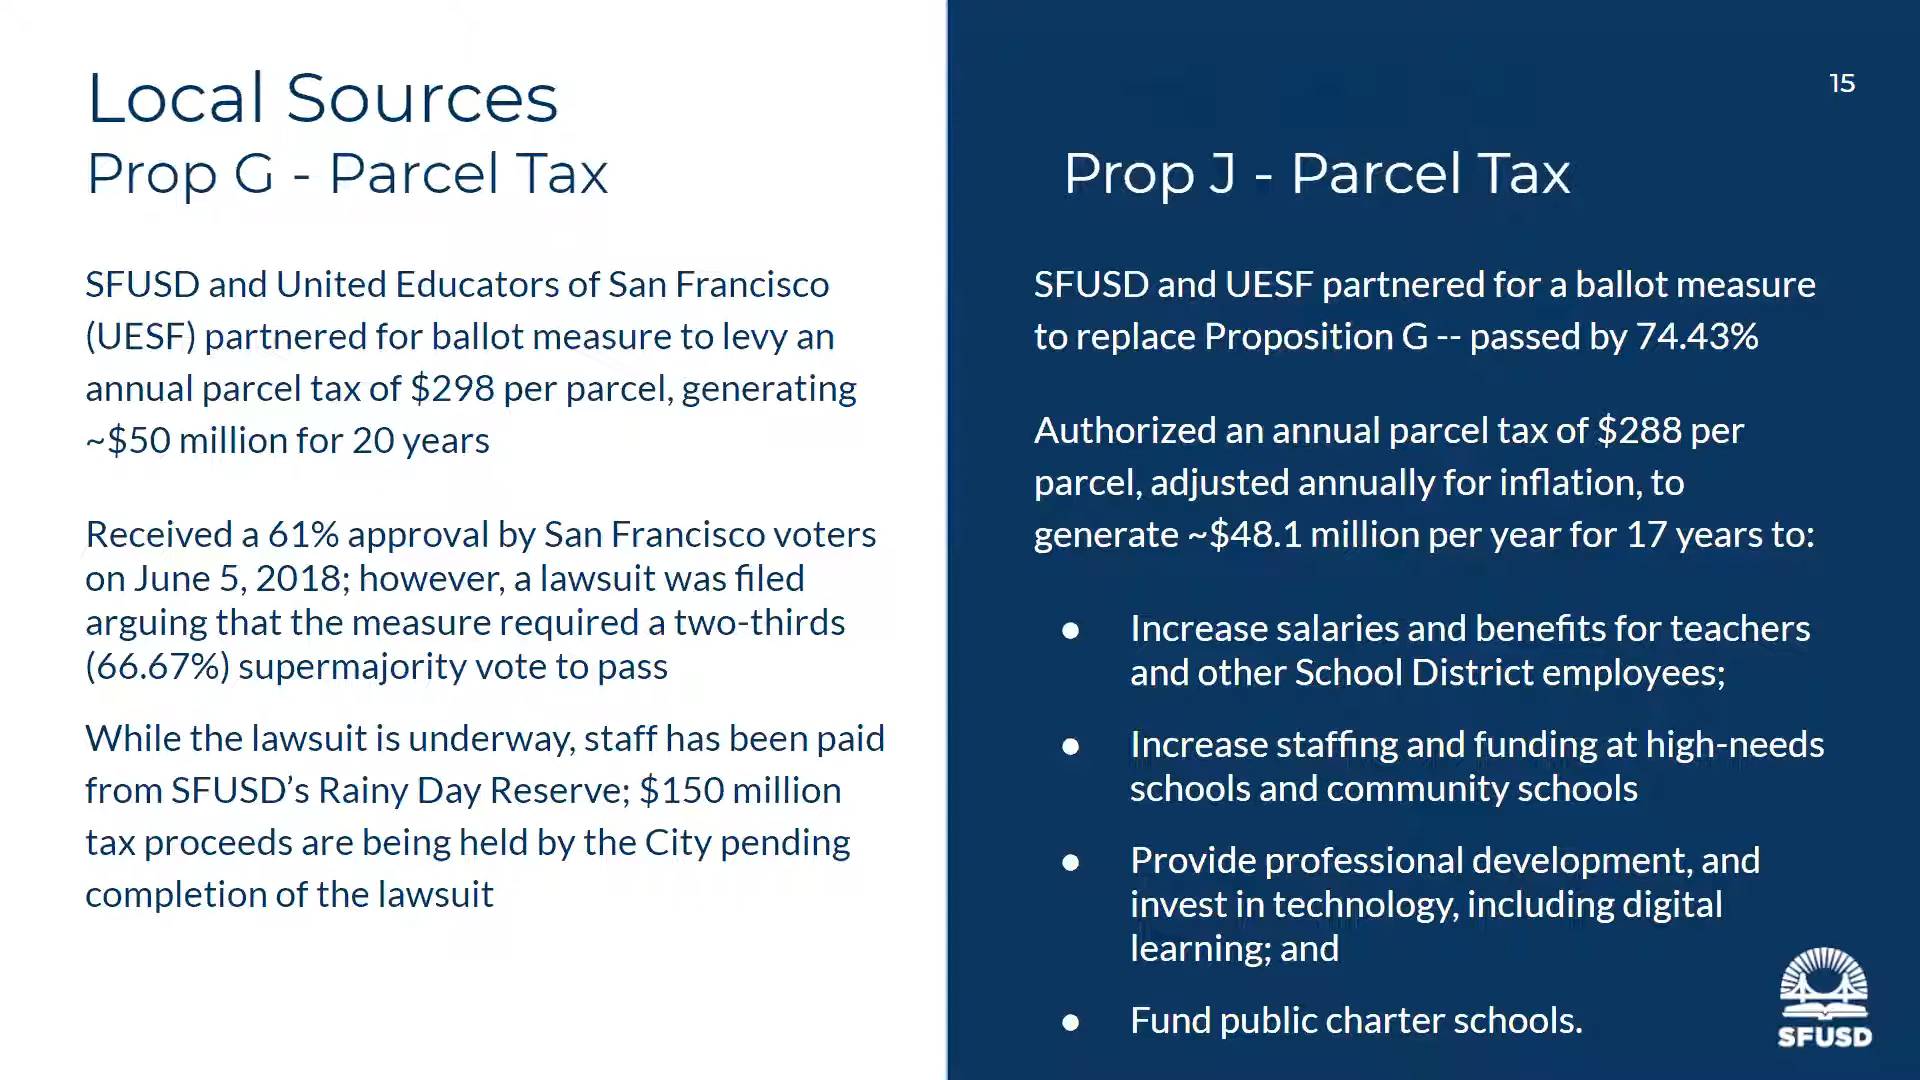 Local Sources
Prop G - Parcel Tax
SFUSD and United Educators of San Francisco
(UESF) partnered for ballot measure to levy an
annual parcel tax of $298 per parcel, generating
~$50 million for 20 years
Received a 61% approval by San Francisco voters
on June 5, 2018; however, a lawsuit was filed
arguing that the measure required a two-thirds
(66.67%) supermajority vote to pass
While the lawsuit is underway, staff has been paid
from SFUSD’s Rainy Day Reserve; $150 million
tax proceeds are being held by the City pending
completion of the lawsuit
15
Prop J - Parcel Tax
SFUSD and UESF partnered for a ballot measure
to replace Proposition G -- passed by 74.43%
Authorized an annual parcel tax of $288 per
parcel, adjusted annually for inflation, to
generate ~$48.1 million per year for 17 years to:
● Increase salaries and benefits for teachers
and other School District employees;
● Increase staffing and funding at high-needs
schools and community schools
● Provide professional development, and
invest in technology, including digital
learning; and
● Fund public charter schools.
SFUSD